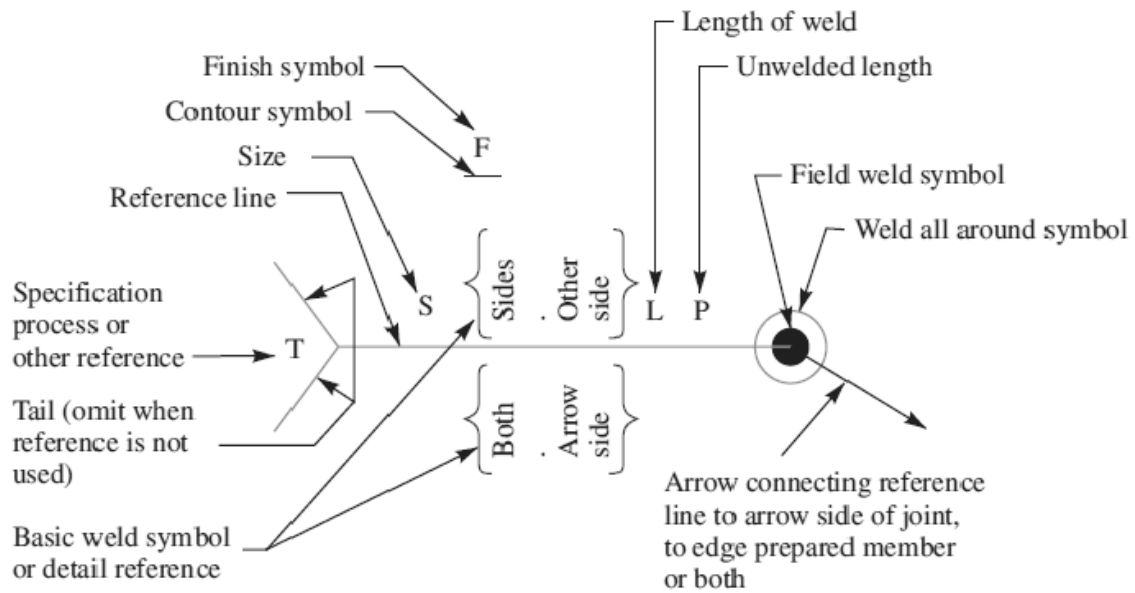 Length of weld
Finish symbol
Unwelded length
Contour symbol
F
Size
Field weld symbol
Reference line
Weld all around symbol
Specification
process or
other reference
T
S
Sides
. Other
side
L
P
Tail (omit when
reference is not
used)
Both
. Arrow
side
Arrow connecting reference
line to arrow side of joint,
to edge prepared member
or both
Basic weld symbol
or detail reference